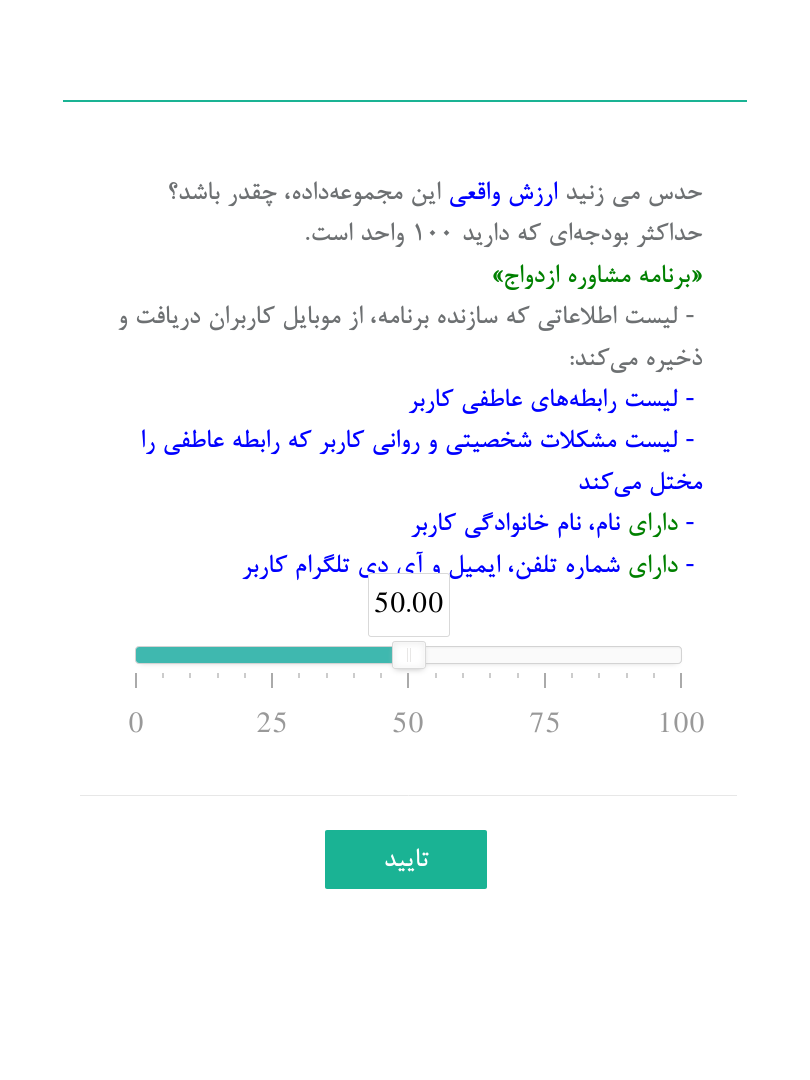 حدس می زنید ارزش واقعی این مجموعه‌داده، چقدر باشد؟
حداکثر بودجه‌ای که دارید ۱۰۰ واحد است.
«برنامه مشاوره ازدواج»
- لیست اطلاعاتی که سازنده برنامه، از موبایل کاربران دریافت و
ذخیره می‌کند:
- لیست رابطه‌های عاطفی کاربر
- لیست مشکلات شخصیتی و روانی کاربر که رابطه عاطفی را
مختل می‌کند
- دارای نام، نام خانوادگی کاربر
- دارای شماره تلفن، ایمیل و آی دی تلگرام کاربر
50.00
0 25 50 75 100
تایید